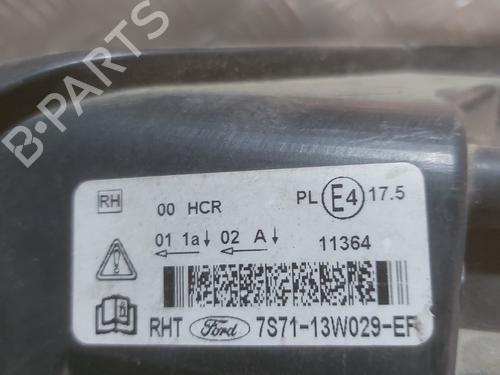 B-PARTS
RH 00 HCR PL E4 17.5
01 1a↓ 02 A↓ 11364
RHT Ford 7S71-13W029-EF